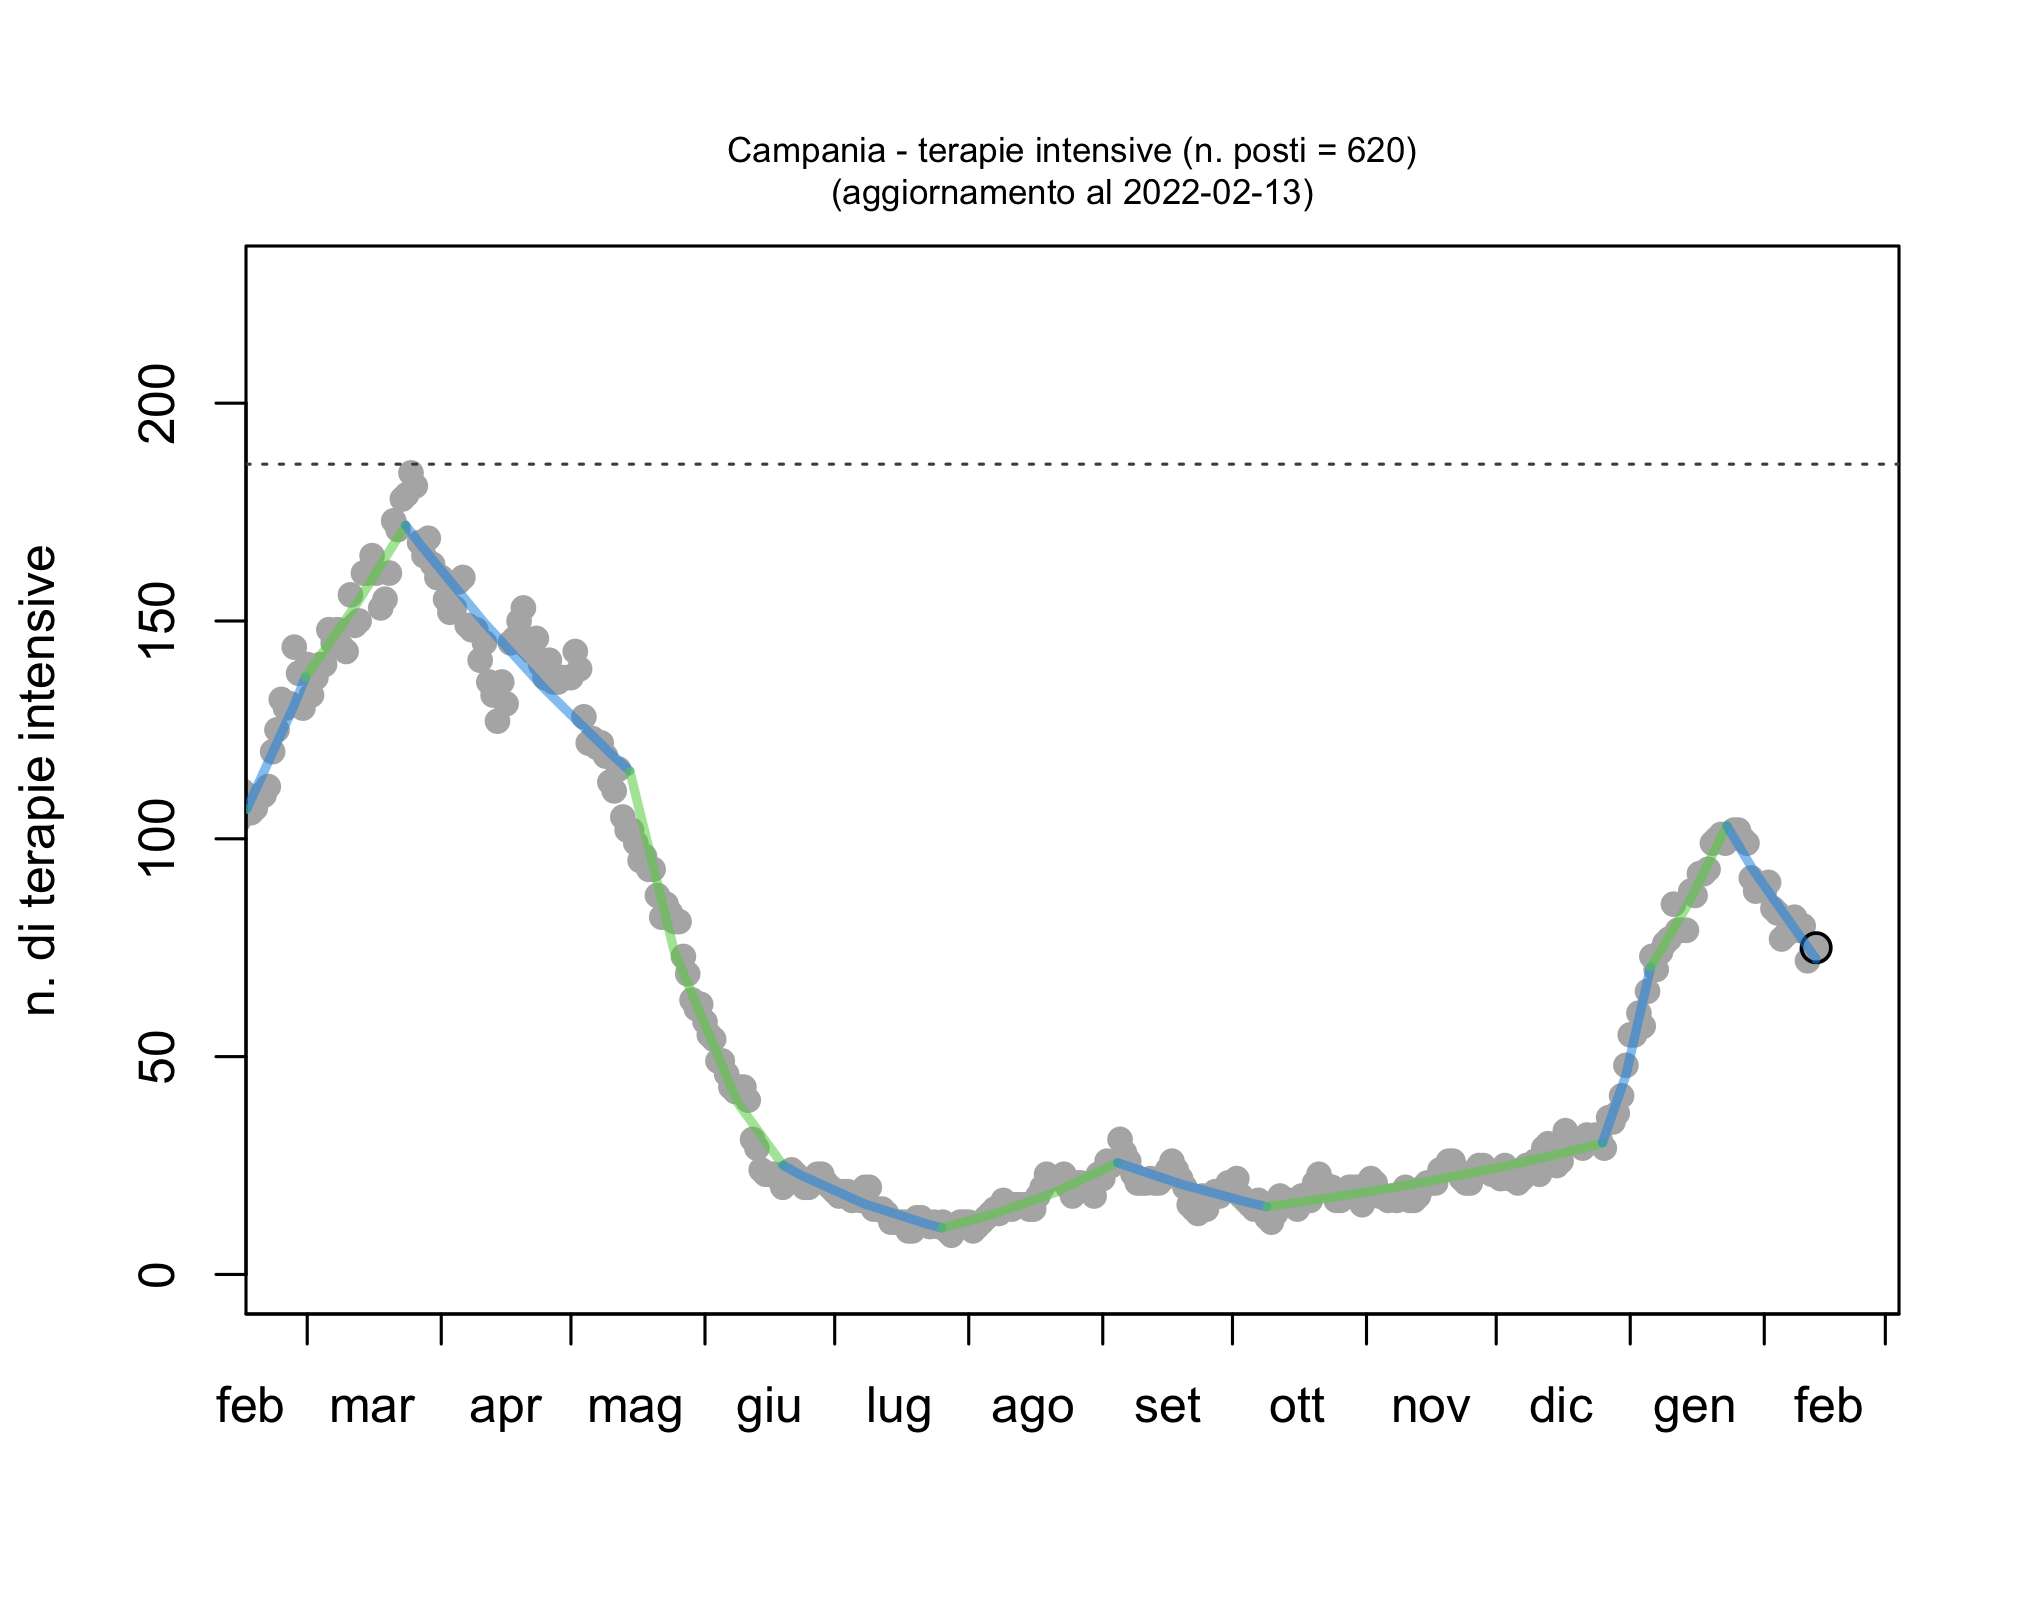 Campania - terapie intensive (n. posti = 620)
(aggiornamento al 2022-02-13)
n. di terapie intensive
200
150
100
50
0
feb mar apr mag giu lug ago set ott nov dic gen feb